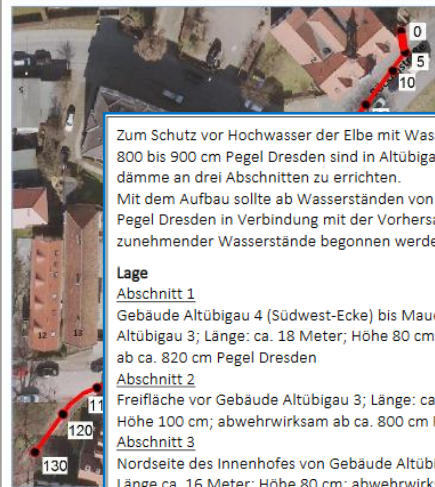 0
5
10
Zum Schutz vor Hochwasser der Elbe mit Was
800 bis 900 cm Pegel Dresden sind in Altübiga
dämme an drei Abschnitten zu errichten.
Mit dem Aufbau sollte ab Wasserständen von
Pegel Dresden in Verbindung mit der Vorhersa
zunehmender Wasserstände begonnen werde
Lage
Abschnitt 1
Gebäude Altübigau 4 (Südwest-Ecke) bis Maue
Altübigau 3; Länge: ca. 18 Meter; Höhe 80 cm
ab ca. 820 cm Pegel Dresden
Abschnitt 2
Freifläche vor Gebäude Altübigau 3; Länge: ca
Höhe 100 cm; abwehrwirksam ab ca. 800 cm
Abschnitt 3
Nordseite des Innenhofes von Gebäude Altübi
Länge ca. 16 Meter; Höhe 80 cm; abwehrwirks
12
13
11
120
130